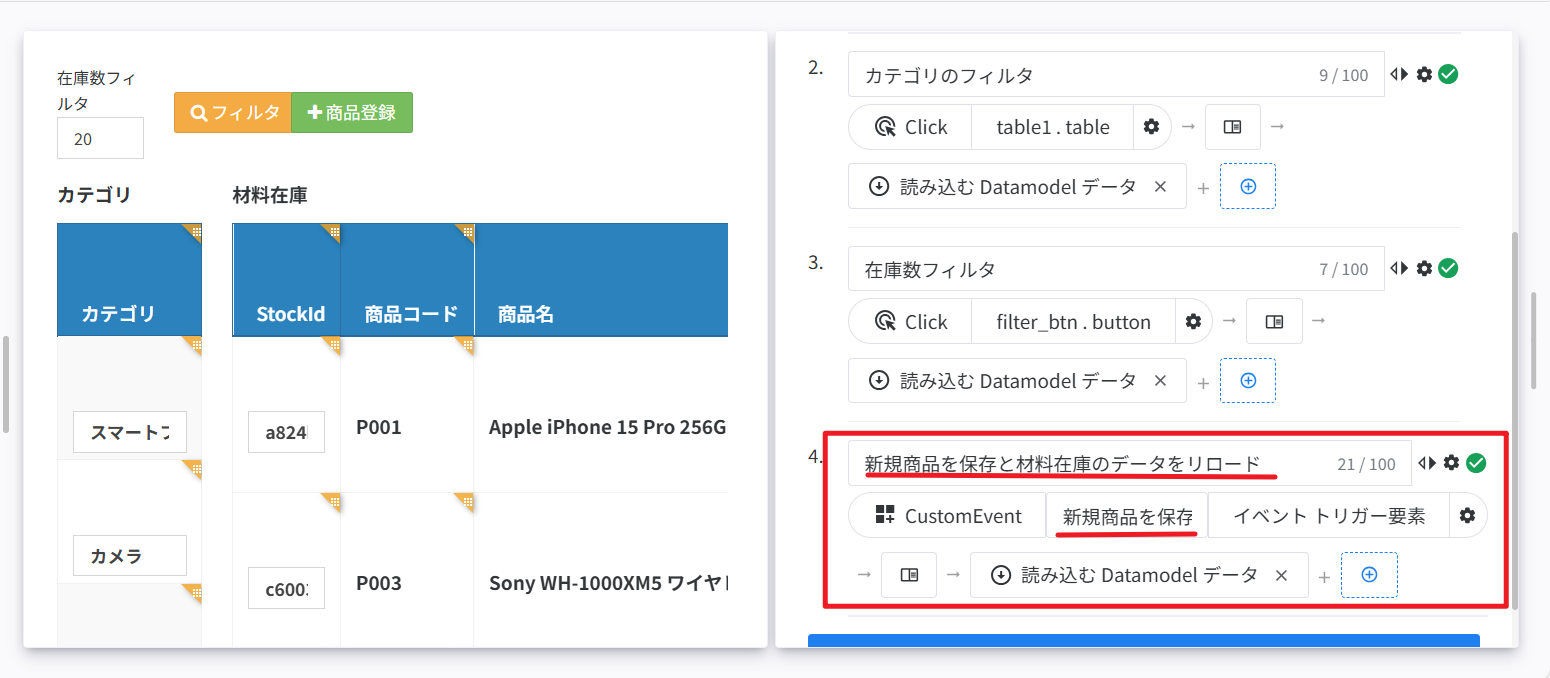 在庫数フィ
ルタ
20
フィルタ
商品登録
カテゴリ
材料在庫
カテゴリ
StockId
商品コード
商品名
スマートフ
a824
P001
Apple iPhone 15 Pro 256G
カメラ
c600
P003
Sony WH-1000XM5 ワイヤ
2.
カテゴリのフィルタ
9 / 100
Click
table1 . table
読み込む Datamodel データ
3.
在庫数フィルタ
7 / 100
Click
filter_btn . button
読み込む Datamodel データ
4.
新規商品を保存と材料在庫のデータをリロード
21 / 100
CustomEvent
新規商品を保存
イベント トリガー要素
読み込む Datamodel データ